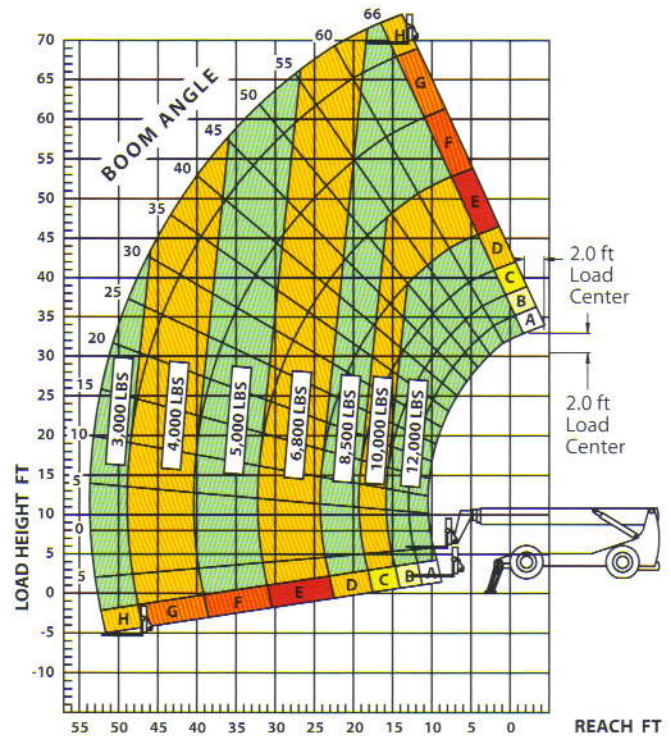 BOOM ANGLE
66
60
55
50
45
40
35
30
25
20
15
10
5
0
5
H
G
F
E
D
C
B
A
2.0 ft
Load
Center
2.0 ft
Load
Center
3,000 LBS
4,000 LBS
5,000 LBS
6,800 LBS
8,500 LBS
10,000 LBS
12,000 LBS
H
G
F
E
D
C
B
A
LOAD HEIGHT FT
70
65
60
55
50
45
40
35
30
25
20
15
10
5
0
-5
-10
55 50 45 40 35 30 25 20 15 10 5 0 REACH FT